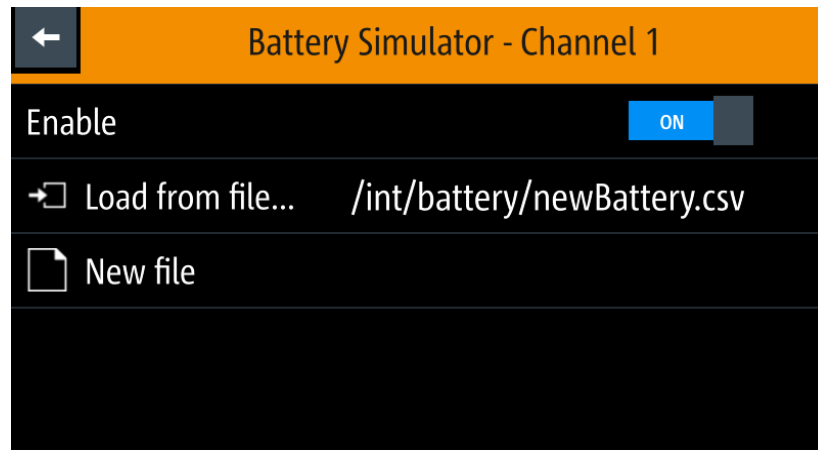 Battery Simulator - Channel 1
Enable ON
Load from file... /int/battery/newBattery.csv
New file